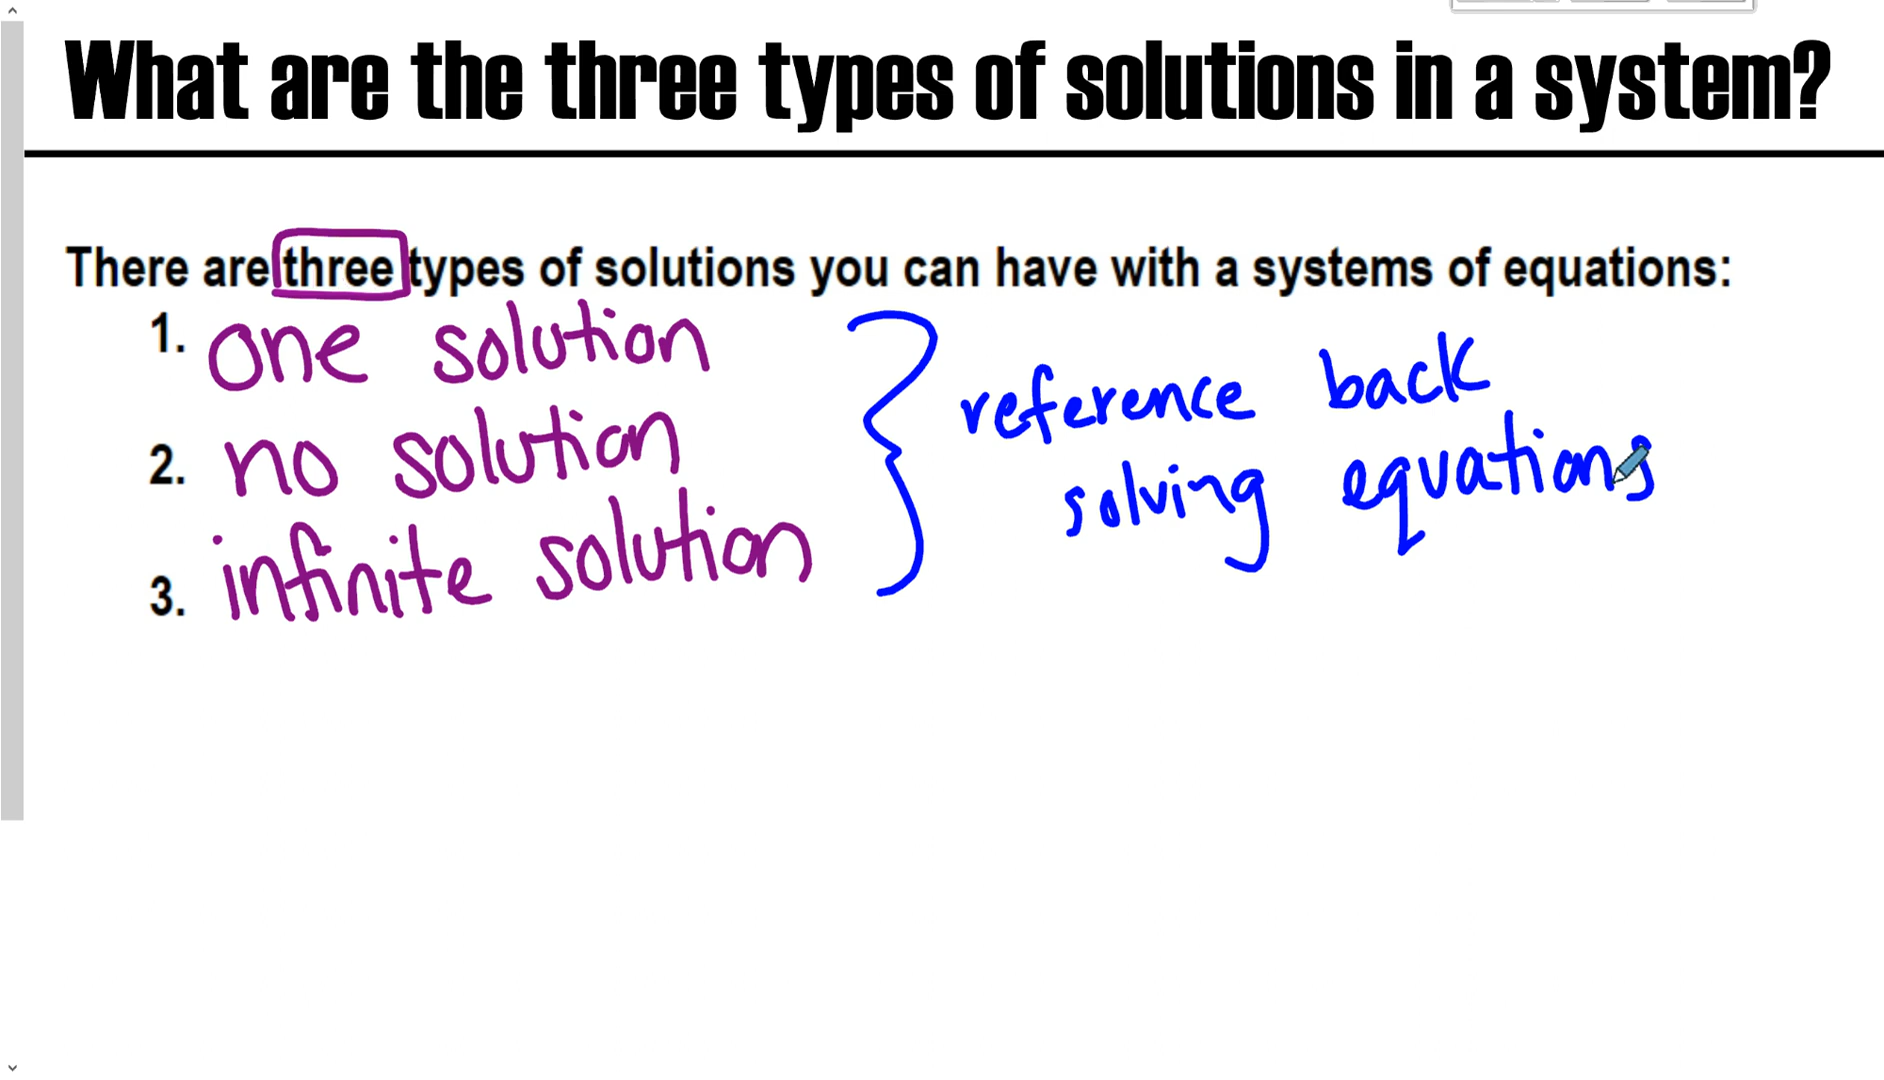 What are the three types of solutions in a system?
There are three types of solutions you can have with a systems of equations:
1. one solution
2. no solution
3. infinite solution
reference back
solving equations